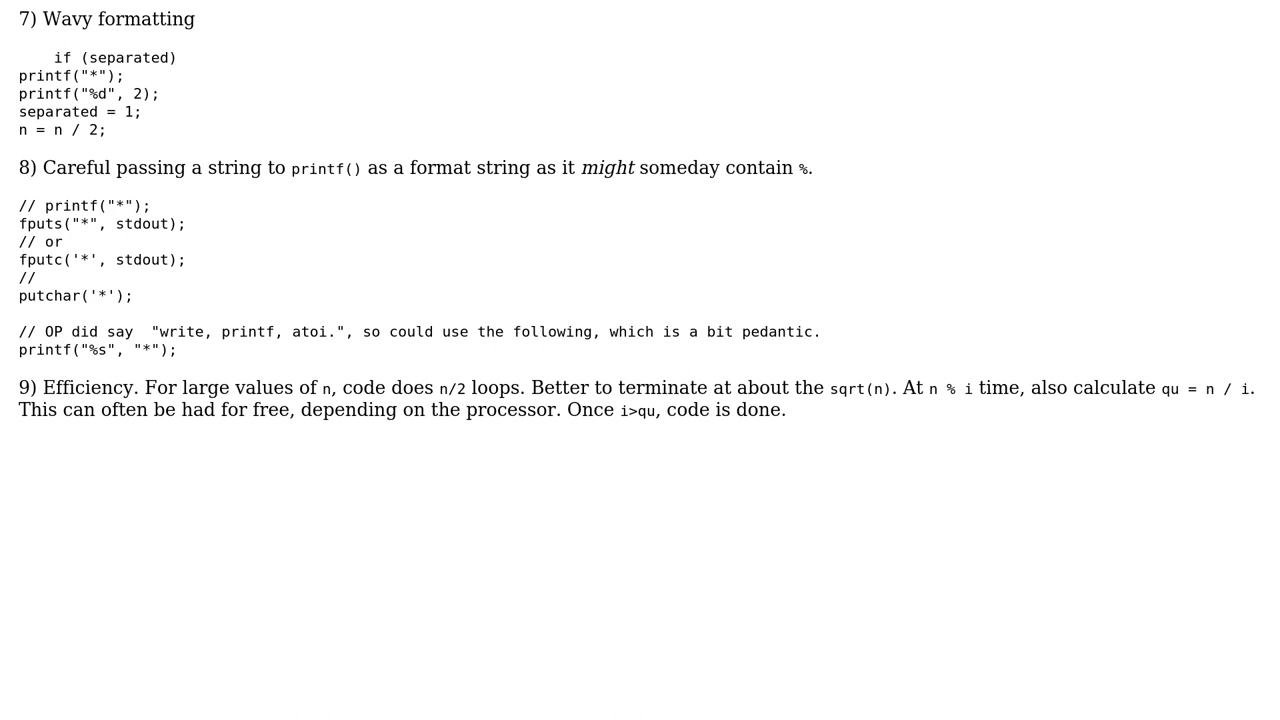 7) Wavy formatting
    if (separated)
printf("*");
printf("%d", 2);
separated = 1;
n = n / 2;
8) Careful passing a string to printf() as a format string as it might someday contain %.
// printf("*");
fputs("*", stdout);
// or
fputc('*', stdout);
//
putchar('*');
// OP did say  "write, printf, atoi.", so could use the following, which is a bit pedantic.
printf("%s", "*");
9) Efficiency. For large values of n, code does n/2 loops. Better to terminate at about the sqrt(n). At n % i time, also calculate qu = n / i.
This can often be had for free, depending on the processor. Once i>qu, code is done.